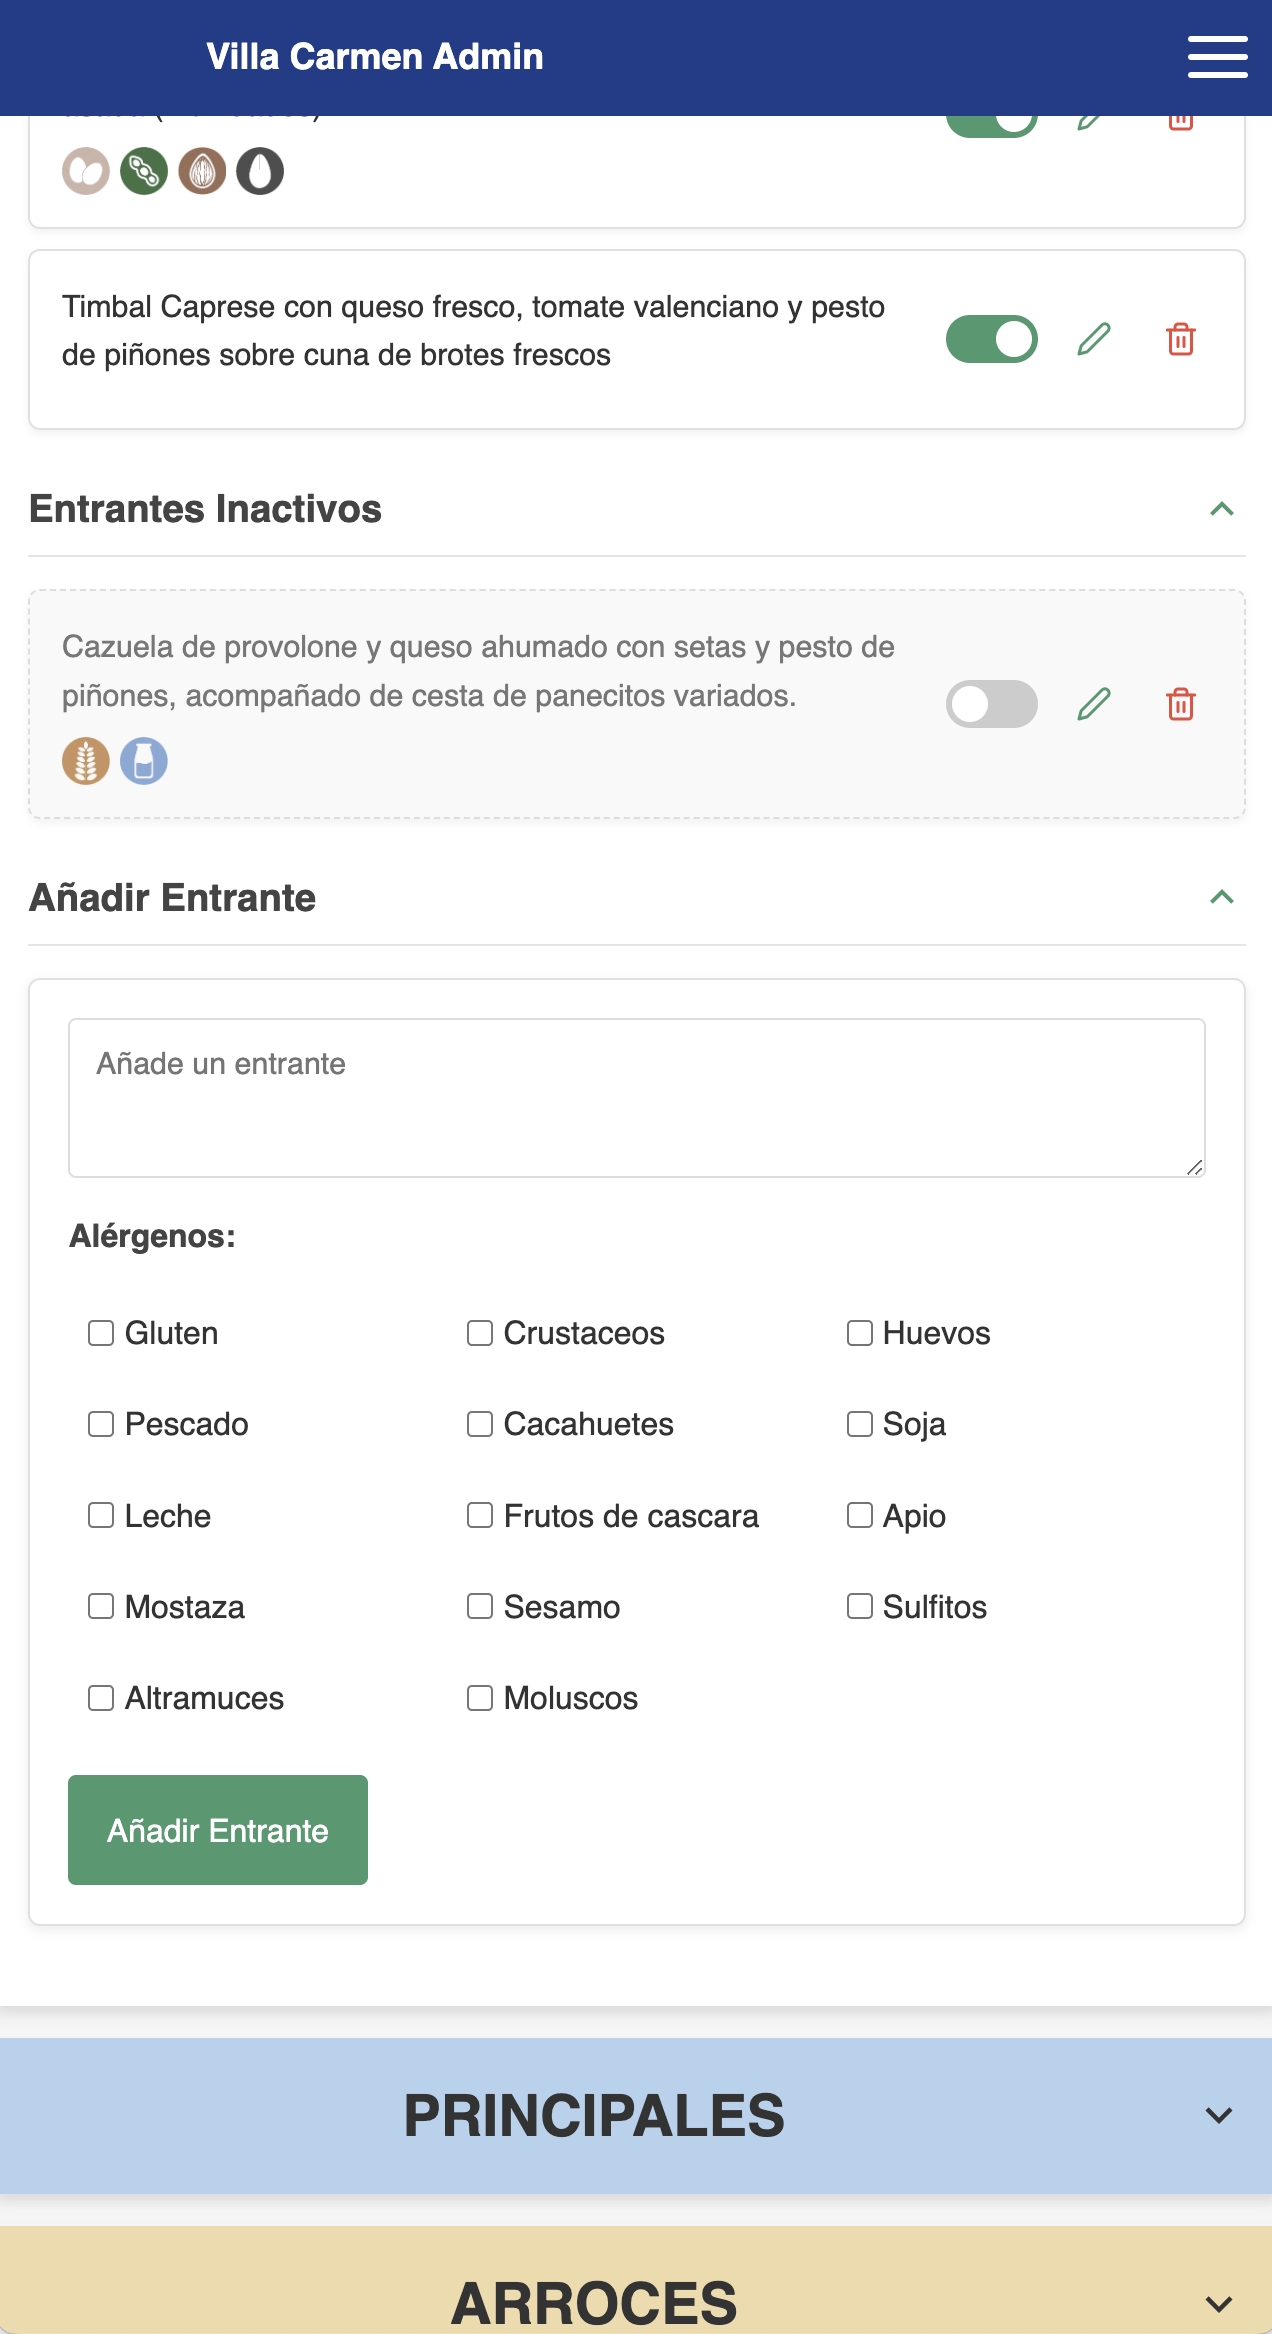 Villa Carmen Admin
Timbal Caprese con queso fresco, tomate valenciano y pesto
de piñones sobre cuna de brotes frescos
Entrantes Inactivos
Cazuela de provolone y queso ahumado con setas y pesto de
piñones, acompañado de cesta de panecitos variados.
Añadir Entrante
Añade un entrante
Alérgenos:
Gluten
Crustaceos
Huevos
Pescado
Cacahuetes
Soja
Leche
Frutos de cascara
Apio
Mostaza
Sesamo
Sulfitos
Altramuces
Moluscos
Añadir Entrante
PRINCIPALES
ARROCES